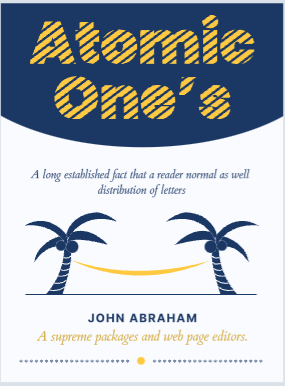 Atomic
One's
A long established fact that a reader normal as well
distribution of letters
JOHN ABRAHAM
A supreme packages and web page editors.